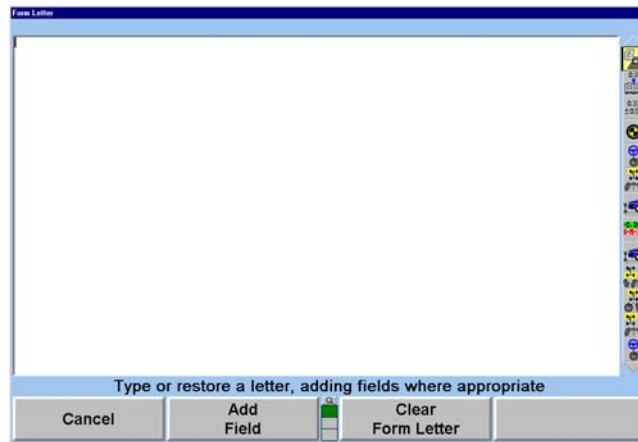 Form Letter
Type or restore a letter, adding fields where appropriate
Cancel
Add
Field
Clear
Form Letter